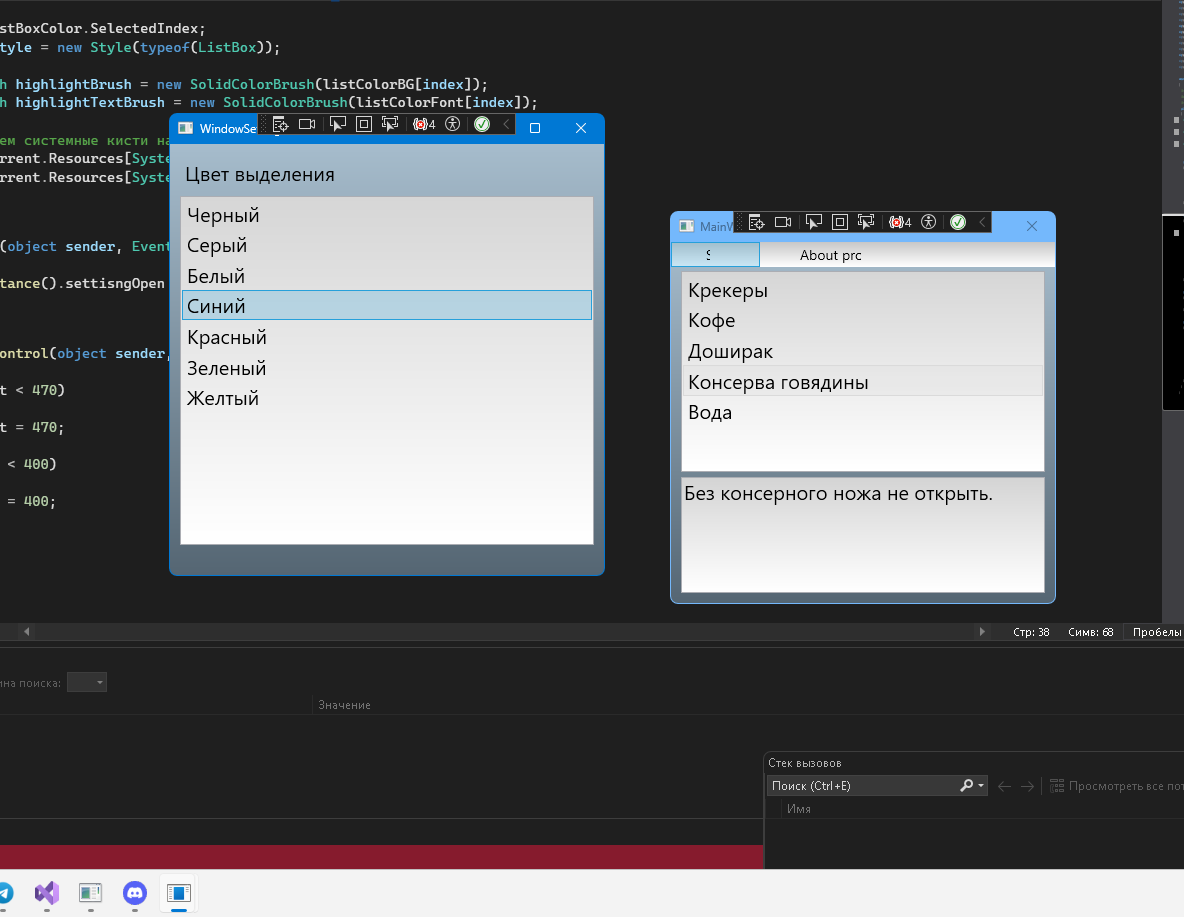 stBoxColor.SelectedIndex;
tyle = new Style(typeof(ListBox));
h highlightBrush = new SolidColorBrush(listColorBG[index]);
h highlightTextBrush = new SolidColorBrush(listColorFont[index]);
ем системные кисти на
rrent.Resources[Syste
rrent.Resources[Syste
(object sender, Event
tance().settisngOpen
ontrol(object sender,
t < 470)
t = 470;
< 400)
= 400;
WindowSe
4
Цвет выделения
Черный
Серый
Белый
Синий
Красный
Зеленый
Желтый
MainV
4
About prc
Крекеры
Кофе
Доширак
Консерва говядины
Вода
Без консерного ножа не открыть.
Стр: 38 Симв: 68 Пробелы
ина поиска:
Значение
Стек вызовов
Поиск (Ctrl+E)
Просмотреть все пот
Имя